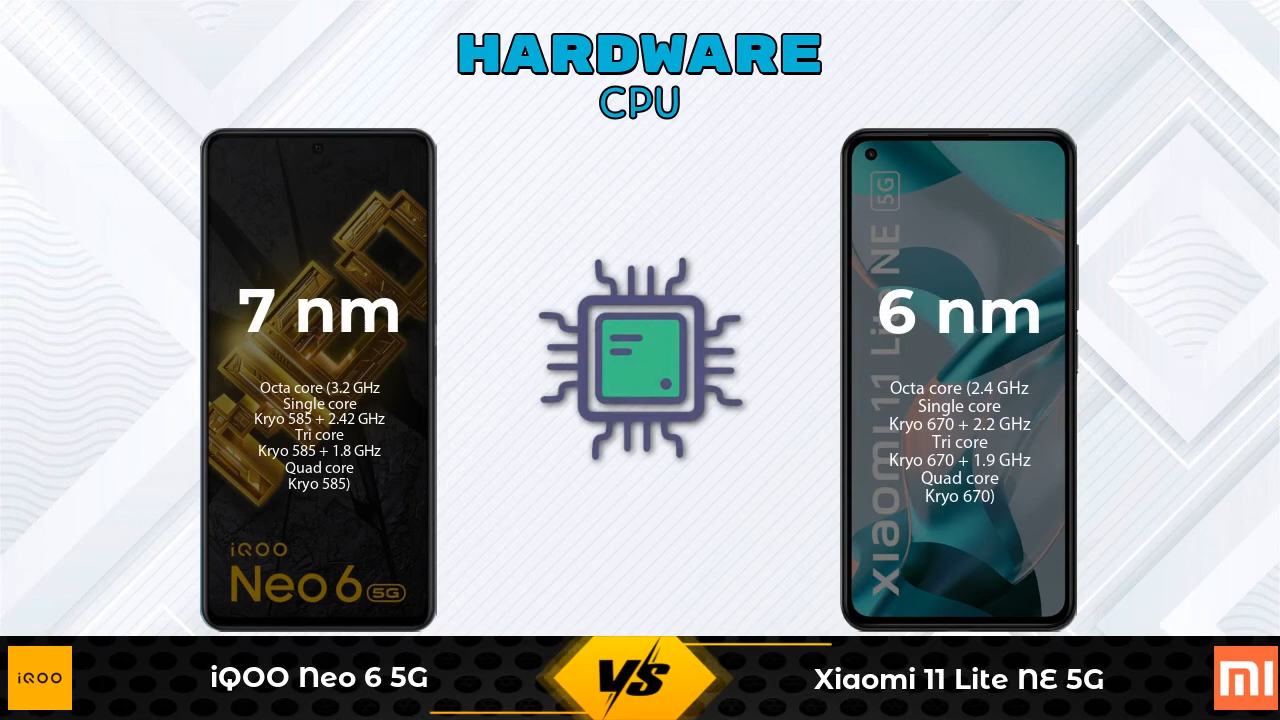 HARDWARE
CPU
7 nm
Octa core (3.2 GHz
Single core
Kryo 585 + 2.42 GHz
Tri core
Kryo 585 + 1.8 GHz
Quad core
Kryo 585)
iQOO
Neo 6 5G
6 nm
Octa core (2.4 GHz
Single core
Kryo 670 + 2.2 GHz
Tri core
Kryo 670 + 1.9 GHz
Quad core
Kryo 670)
xiaomi 11 Lite NE 5G
iQOO
iQOO Neo 6 5G
VS
Xiaomi 11 Lite NE 5G
mi